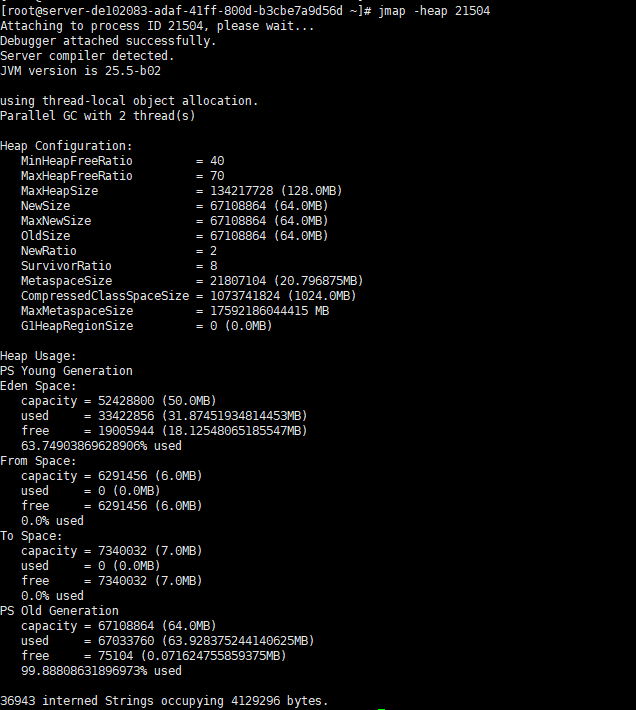 [root@server-de102083-adaf-41ff-800d-b3cbe7a9d56d ~]# jmap -heap 21504
Attaching to process ID 21504, please wait...
Debugger attached successfully.
Server compiler detected.
JVM version is 25.5-b02

using thread-local object allocation.
Parallel GC with 2 thread(s)

Heap Configuration:
   MinHeapFreeRatio         = 40
   MaxHeapFreeRatio         = 70
   MaxHeapSize              = 134217728 (128.0MB)
   NewSize                  = 67108864 (64.0MB)
   MaxNewSize               = 67108864 (64.0MB)
   OldSize                  = 67108864 (64.0MB)
   NewRatio                 = 2
   SurvivorRatio            = 8
   MetaspaceSize            = 21807104 (20.796875MB)
   CompressedClassSpaceSize = 1073741824 (1024.0MB)
   MaxMetaspaceSize         = 17592186044415 MB
   G1HeapRegionSize         = 0 (0.0MB)

Heap Usage:
PS Young Generation
Eden Space:
   capacity = 52428800 (50.0MB)
   used     = 33422856 (31.87451934814453MB)
   free     = 19005944 (18.12548065185547MB)
   63.74903869628906% used
From Space:
   capacity = 6291456 (6.0MB)
   used     = 0 (0.0MB)
   free     = 6291456 (6.0MB)
   0.0% used
To Space:
   capacity = 7340032 (7.0MB)
   used     = 0 (0.0MB)
   free     = 7340032 (7.0MB)
   0.0% used
PS Old Generation
   capacity = 67108864 (64.0MB)
   used     = 67033760 (63.928375244140625MB)
   free     = 75104 (0.071624755859375MB)
   99.88808631896973% used

36943 interned Strings occupying 4129296 bytes.